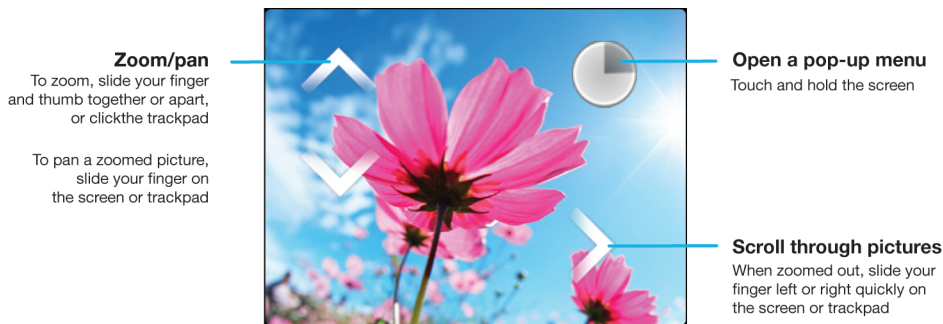 Zoom/pan
To zoom, slide your finger
and thumb together or apart,
or clickthe trackpad
To pan a zoomed picture,
slide your finger on
the screen or trackpad
Open a pop-up menu
Touch and hold the screen
Scroll through pictures
When zoomed out, slide your
finger left or right quickly on
the screen or trackpad